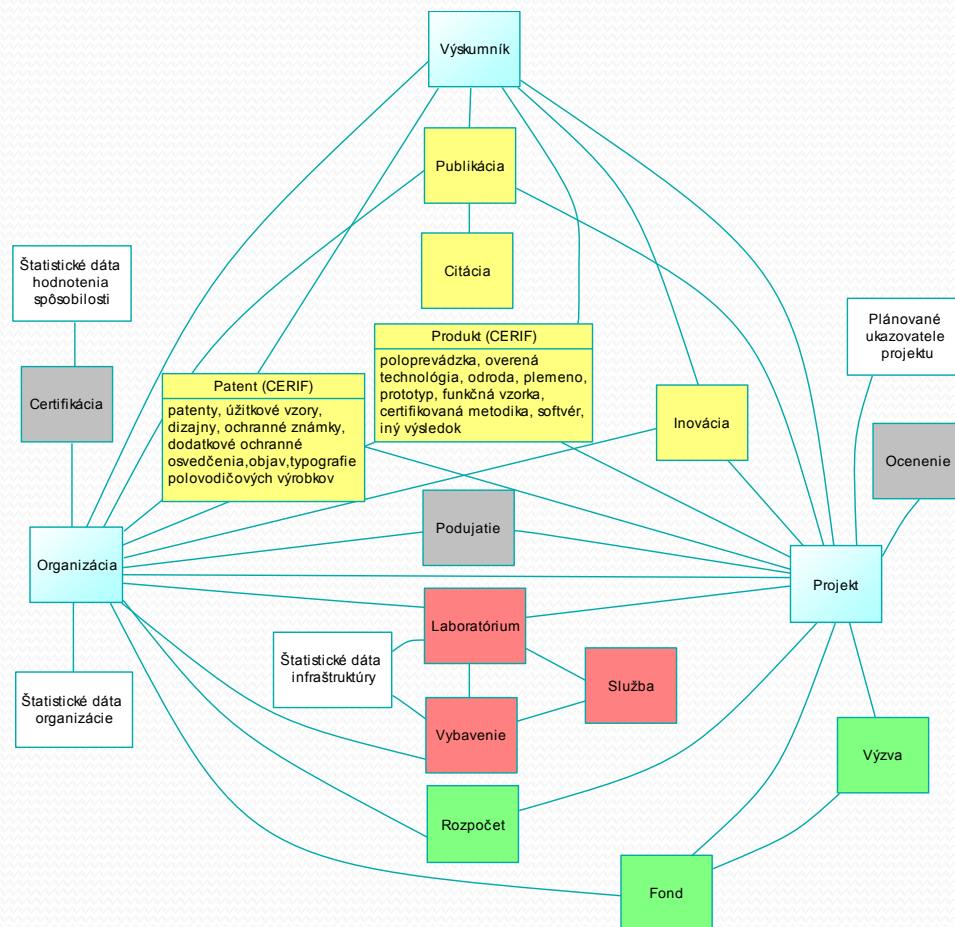 Výskumník
Publikácia
Citácia
Štatistické dáta
hodnotenia
spôsobilosti
Certifikácia
Patent (CERIF)
patenty, úžitkové vzory,
dizajny, ochranné známky,
dodatkové ochranné
osvedčenia,objav,typografie
polovodičových výrobkov
Produkt (CERIF)
poloprevádzka, overená
technológia, odroda, plemeno,
prototyp, funkčná vzorka,
certifikovaná metodika, softvér,
iný výsledok
Inovácia
Plánované
ukazovatele
projektu
Ocenenie
Podujatie
Organizácia
Projekt
Laboratórium
Štatistické dáta
infraštruktúry
Služba
Vybavenie
Štatistické dáta
organizácie
Výzva
Rozpočet
Fond